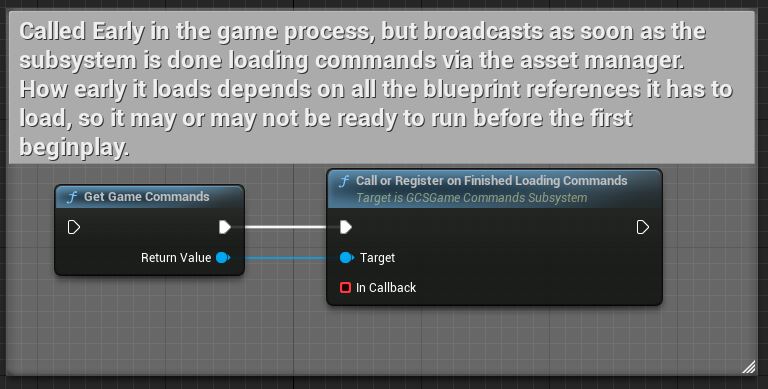 Called Early in the game process, but broadcasts as soon as the
subsystem is done loading commands via the asset manager.
How early it loads depends on all the blueprint references it has to
load, so it may or may not be ready to run before the first
beginplay.
f Get Game Commands
Return Value
f Call or Register on Finished Loading Commands
Target is GCSGame Commands Subsystem
Target
In Callback